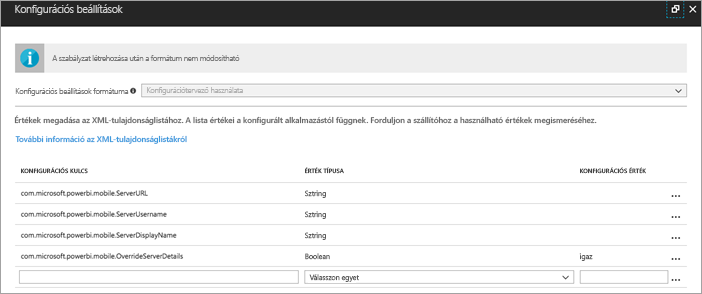 Konfigurációs beállítások
A szabályzat létrehozása után a formátum nem módosítható
Konfigurációs beállítások formátuma Konfigurációtervező használata
Értékek megadása az XML-tulajdonságlistához. A lista értékei a konfigurált alkalmazástól függnek. Forduljon a szállítóhoz a használható értékek megismeréséhez.
További információ az XML-tulajdonságlistákról
KONFIGURÁCIÓS KULCS ÉRTÉK TÍPUSA KONFIGURÁCIÓS ÉRTÉK
com.microsoft.powerbi.mobile.ServerURL Sztring ...
com.microsoft.powerbi.mobile.ServerUsername Sztring ...
com.microsoft.powerbi.mobile.ServerDisplayName Sztring ...
com.microsoft.powerbi.mobile.OverrideServerDetails Boolean igaz ...
Válasszon egyet ...